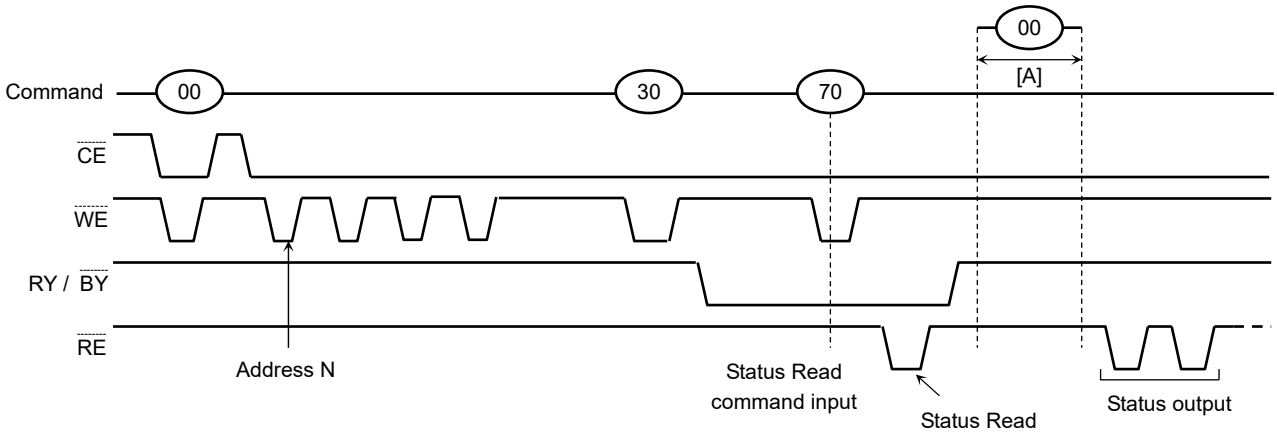 00
[A]
Command 00 30 70
CE
WE
RY / BY
RE
Address N
Status Read
command input
Status Read
Status output